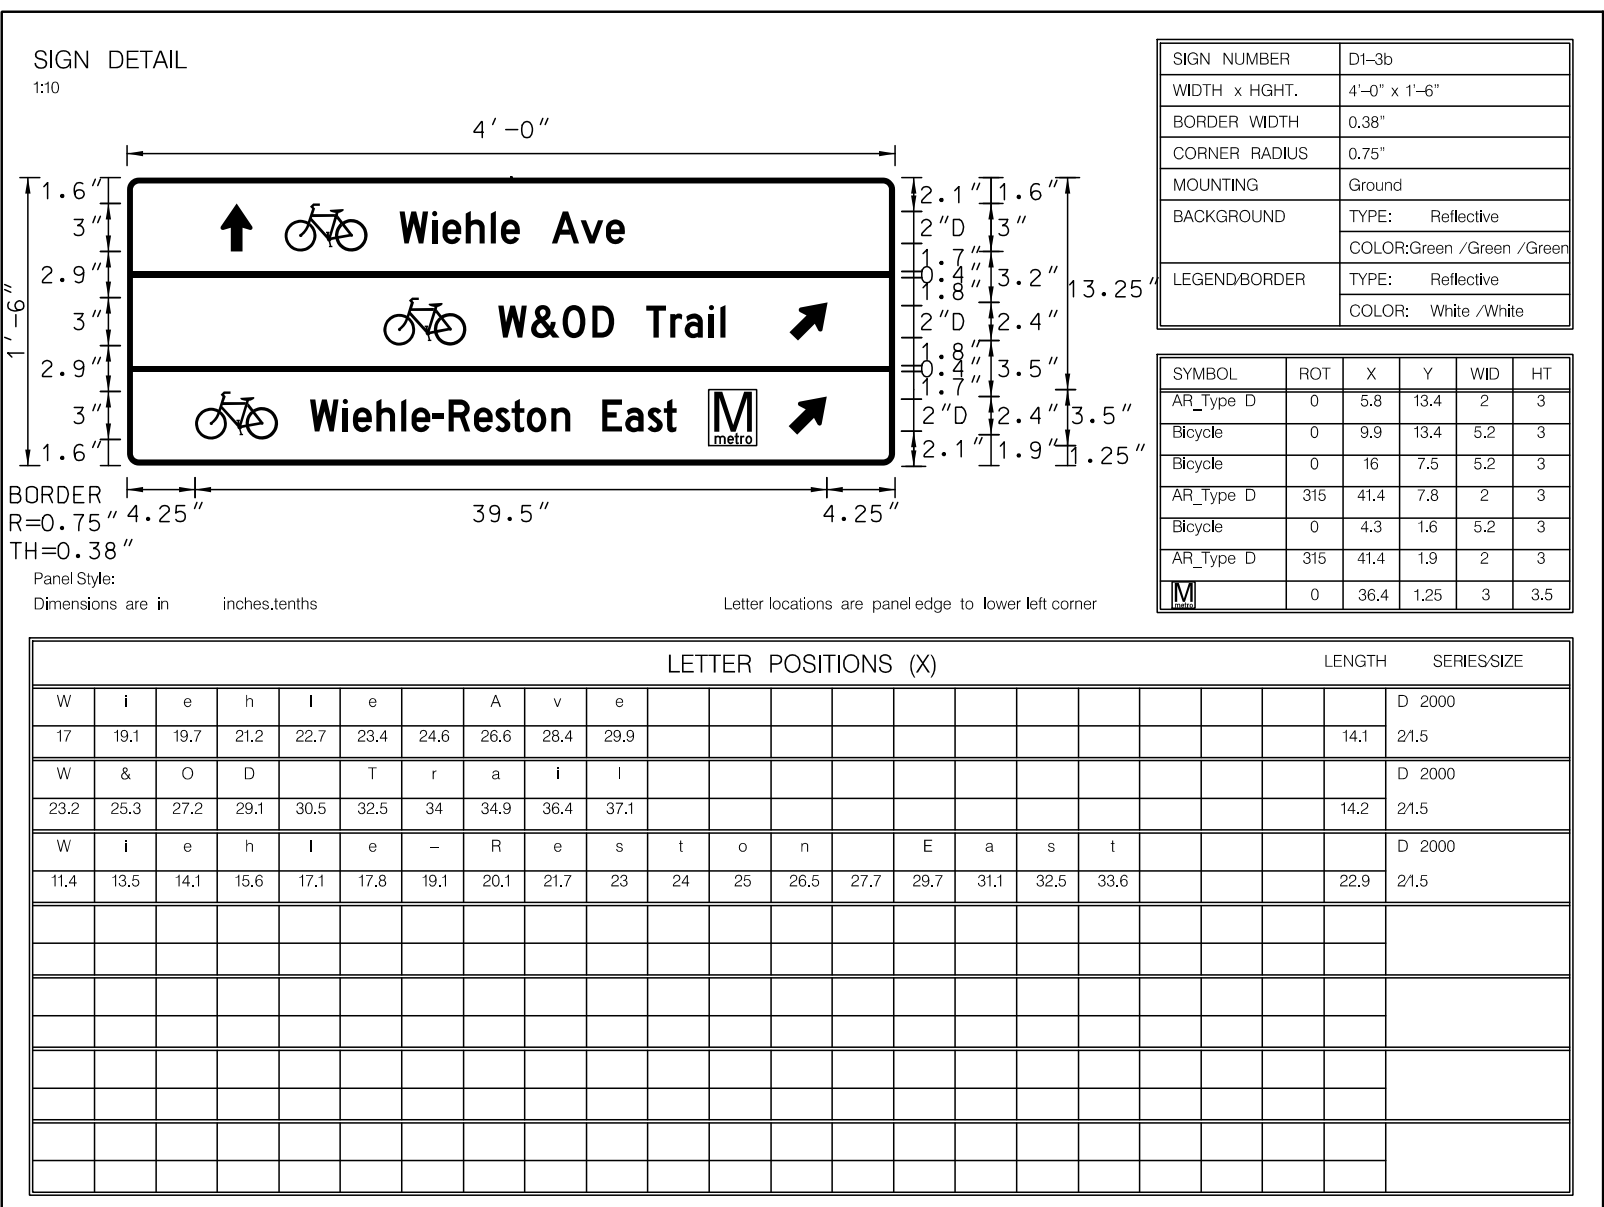 SIGN DETAIL
1:10
4'-0"
1.6"
3"
2.9"
3"
2.9"
3"
1.6"
1'-6"
Wiehle Ave
W&OD Trail
Wiehle-Reston East M metro
2.1" 1.6"
2"D 3"
1.7"
0.4" 3.2" 13.25"
1.8"
2"D 2.4"
1.8"
0.4" 3.5"
1.7"
2"D 2.4" 3.5"
2.1" 1.9" 1.25"
BORDER
R=0.75" 4.25" 39.5" 4.25"
TH=0.38"
Panel Style:
Dimensions are in inches.tenths
Letter locations are panel edge to lower left corner
SIGN NUMBER D1–3b
WIDTH x HGHT. 4'–0" x 1'–6"
BORDER WIDTH 0.38"
CORNER RADIUS 0.75"
MOUNTING Ground
BACKGROUND TYPE: Reflective
COLOR:Green /Green /Green
LEGEND/BORDER TYPE: Reflective
COLOR: White /White
SYMBOL ROT X Y WID HT
AR_Type D 0 5.8 13.4 2 3
Bicycle 0 9.9 13.4 5.2 3
Bicycle 0 16 7.5 5.2 3
AR_Type D 315 41.4 7.8 2 3
Bicycle 0 4.3 1.6 5.2 3
AR_Type D 315 41.4 1.9 2 3
M metro 0 36.4 1.25 3 3.5
LETTER POSITIONS (X) LENGTH SERIES/SIZE
W i e h l e A v e D 2000
17 19.1 19.7 21.2 22.7 23.4 24.6 26.6 28.4 29.9 14.1 2/1.5
W & O D T r a i l D 2000
23.2 25.3 27.2 29.1 30.5 32.5 34 34.9 36.4 37.1 14.2 2/1.5
W i e h l e – R e s t o n E a s t D 2000
11.4 13.5 14.1 15.6 17.1 17.8 19.1 20.1 21.7 23 24 25 26.5 27.7 29.7 31.1 32.5 33.6 22.9 2/1.5